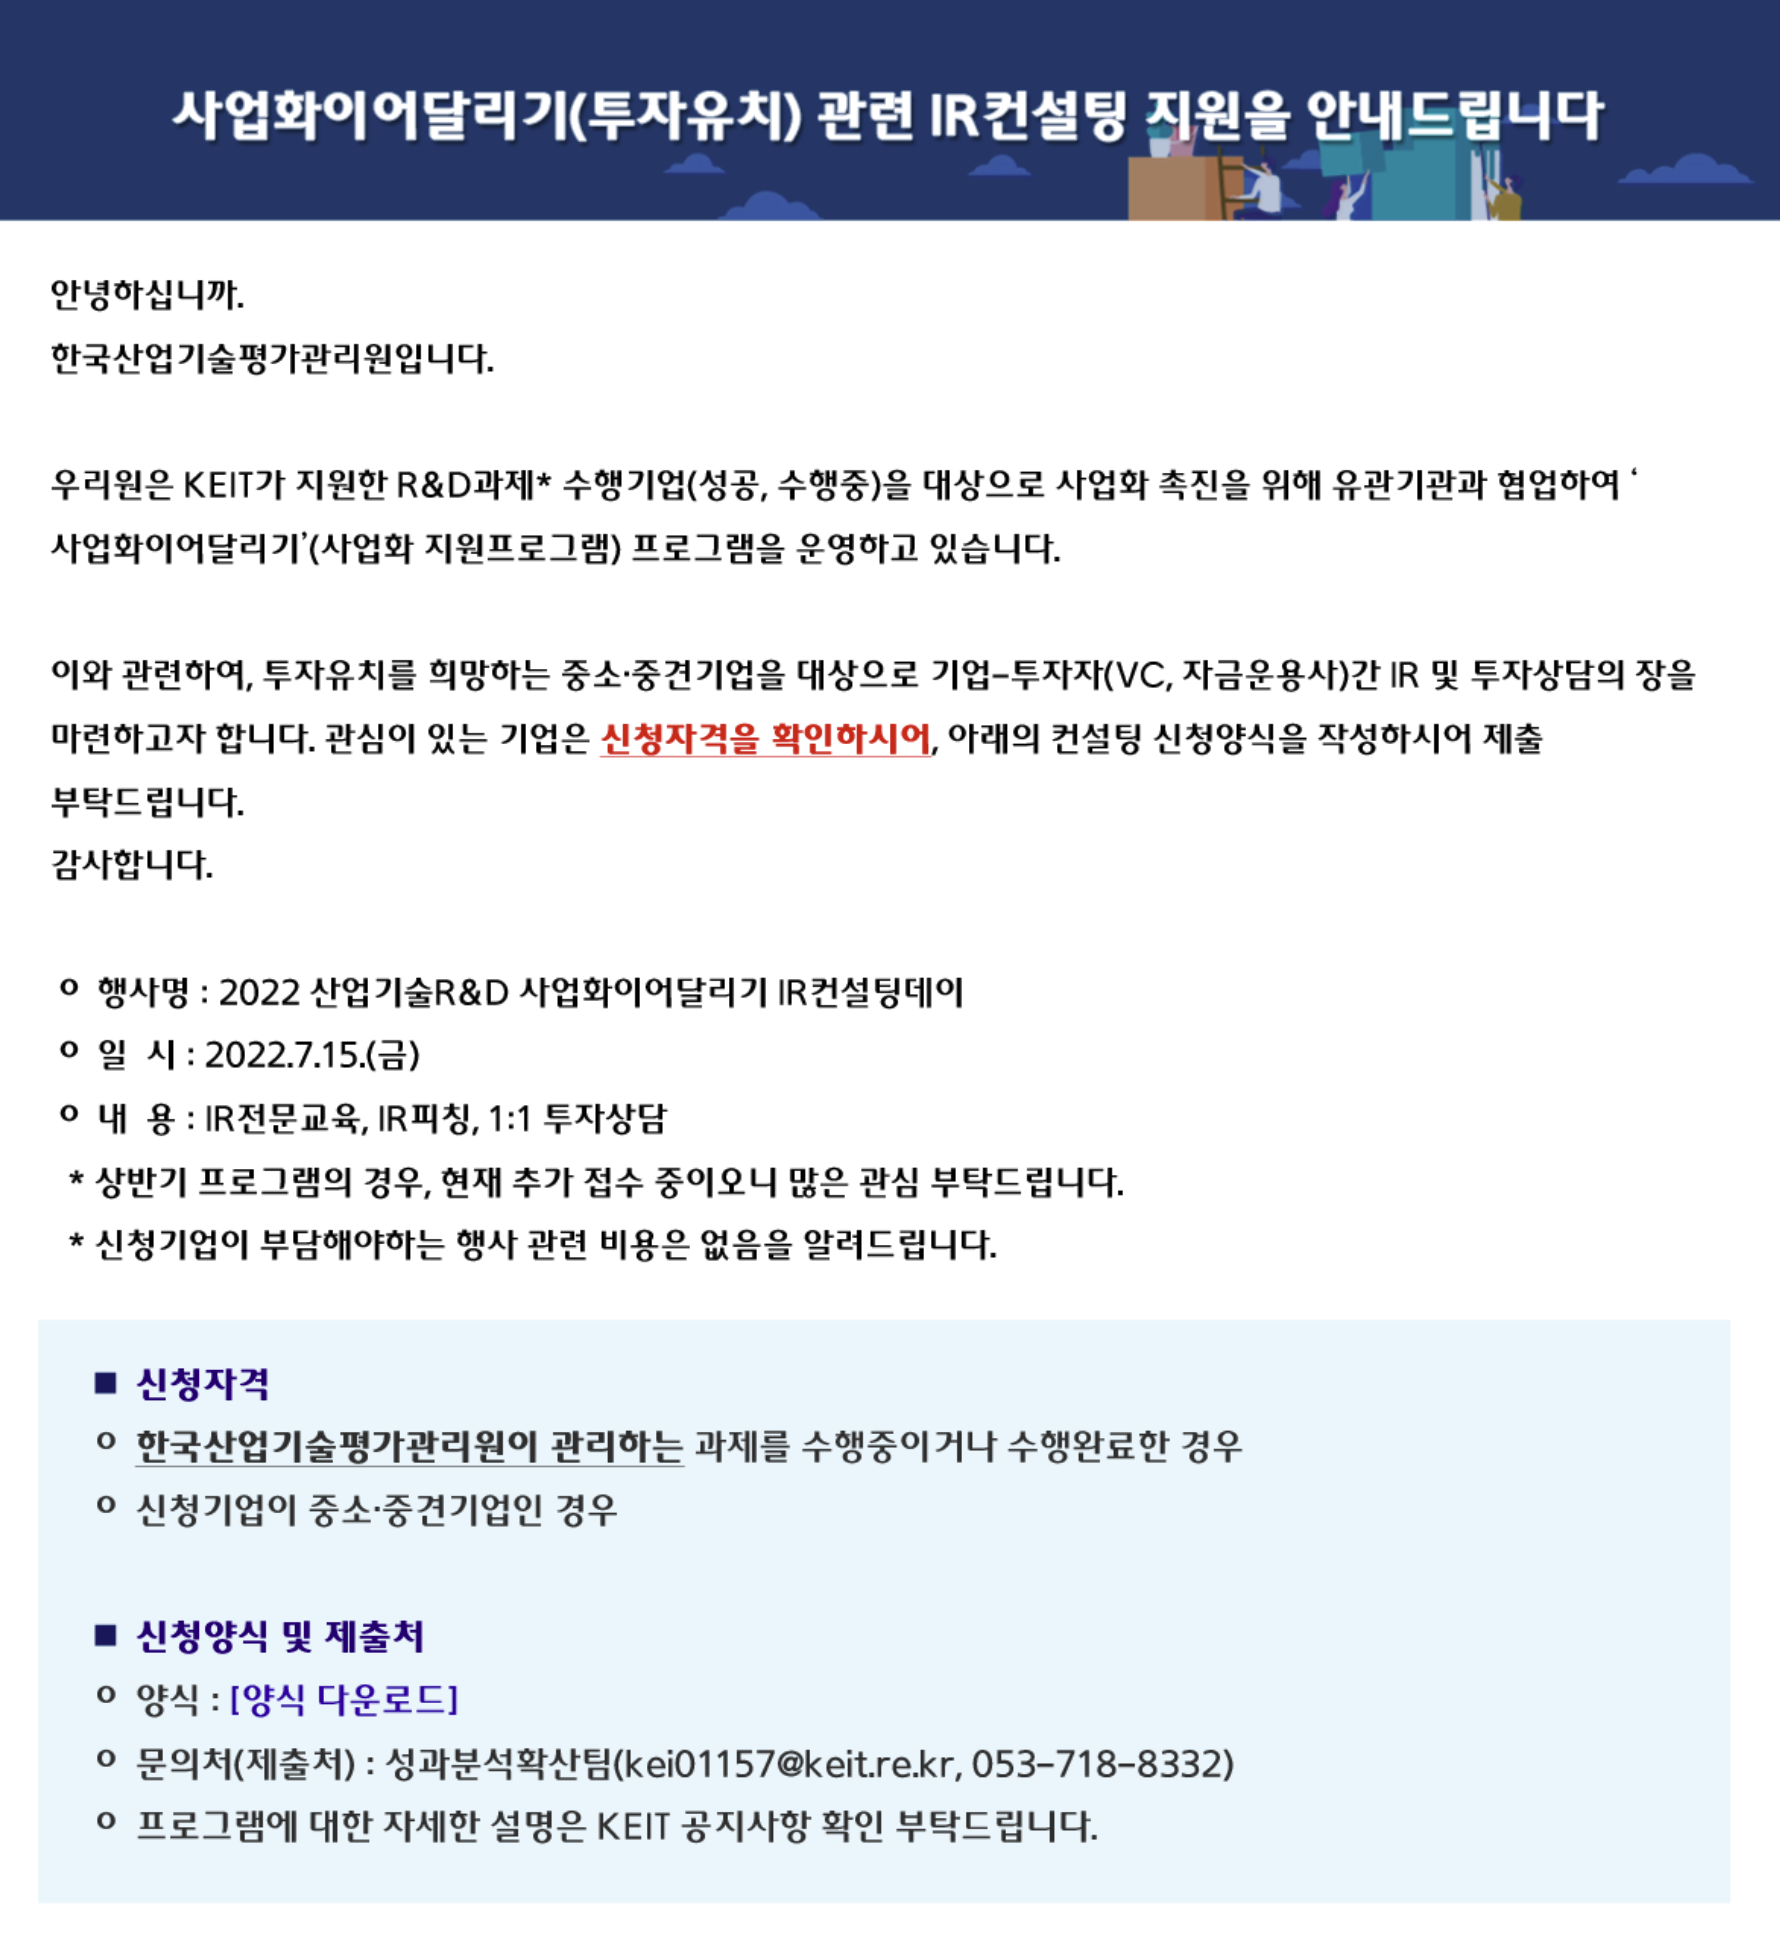 사업화이어달리기(투자유치) 관련 IR컨설팅 지원을 안내드립니다
안녕하십니까.
한국산업기술평가관리원입니다.
우리원은 KEIT가 지원한 R&D과제* 수행기업(성공, 수행중)을 대상으로 사업화 촉진을 위해 유관기관과 협업하여 ‘
사업화이어달리기’(사업화 지원프로그램) 프로그램을 운영하고 있습니다.
이와 관련하여, 투자유치를 희망하는 중소·중견기업을 대상으로 기업-투자자(VC, 자금운용사)간 IR 및 투자상담의 장을
마련하고자 합니다. 관심이 있는 기업은 신청자격을 확인하시어, 아래의 컨설팅 신청양식을 작성하시어 제출
부탁드립니다.
감사합니다.
ㅇ 행사명 : 2022 산업기술R&D 사업화이어달리기 IR컨설팅데이
ㅇ 일 시 : 2022.7.15.(금)
ㅇ 내 용 : IR전문교육, IR피칭, 1:1 투자상담
* 상반기 프로그램의 경우, 현재 추가 접수 중이오니 많은 관심 부탁드립니다.
* 신청기업이 부담해야하는 행사 관련 비용은 없음을 알려드립니다.
■ 신청자격
ㅇ 한국산업기술평가관리원이 관리하는 과제를 수행중이거나 수행완료한 경우
ㅇ 신청기업이 중소·중견기업인 경우
■ 신청양식 및 제출처
ㅇ 양식 : [양식 다운로드]
ㅇ 문의처(제출처) : 성과분석확산팀(kei01157@keit.re.kr, 053-718-8332)
ㅇ 프로그램에 대한 자세한 설명은 KEIT 공지사항 확인 부탁드립니다.